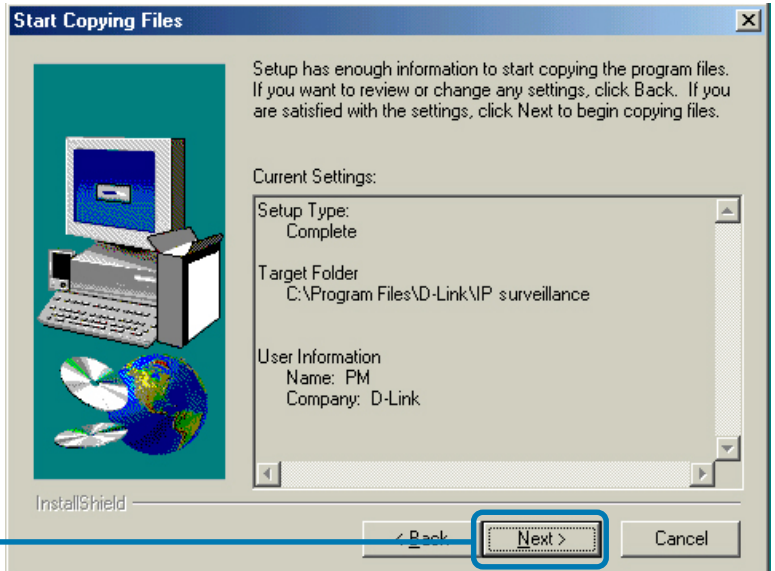 Start Copying Files
Setup has enough information to start copying the program files.
If you want to review or change any settings, click Back. If you
are satisfied with the settings, click Next to begin copying files.
Current Settings:
Setup Type:
Complete
Target Folder
C:\Program Files\D-Link\IP surveillance
User Information
Name: PM
Company: D-Link
InstallShield
< Back
Next >
Cancel